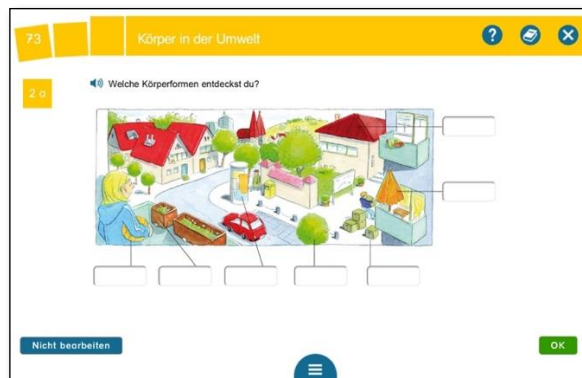 73
Körper in der Umwelt
?
2 a
Welche Körperformen entdeckst du?
Nicht bearbeiten
OK